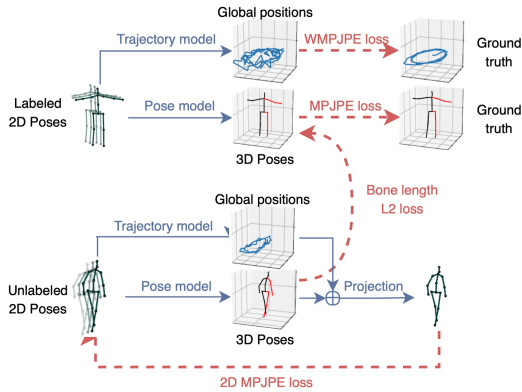 Global positions
Trajectory model
WMPJPE loss
Ground
truth
Labeled
2D Poses
Pose model
MPJPE loss
Ground
truth
3D Poses
Bone length
L2 loss
Global positions
Trajectory model
Unlabeled
2D Poses
Pose model
Projection
3D Poses
2D MPJPE loss